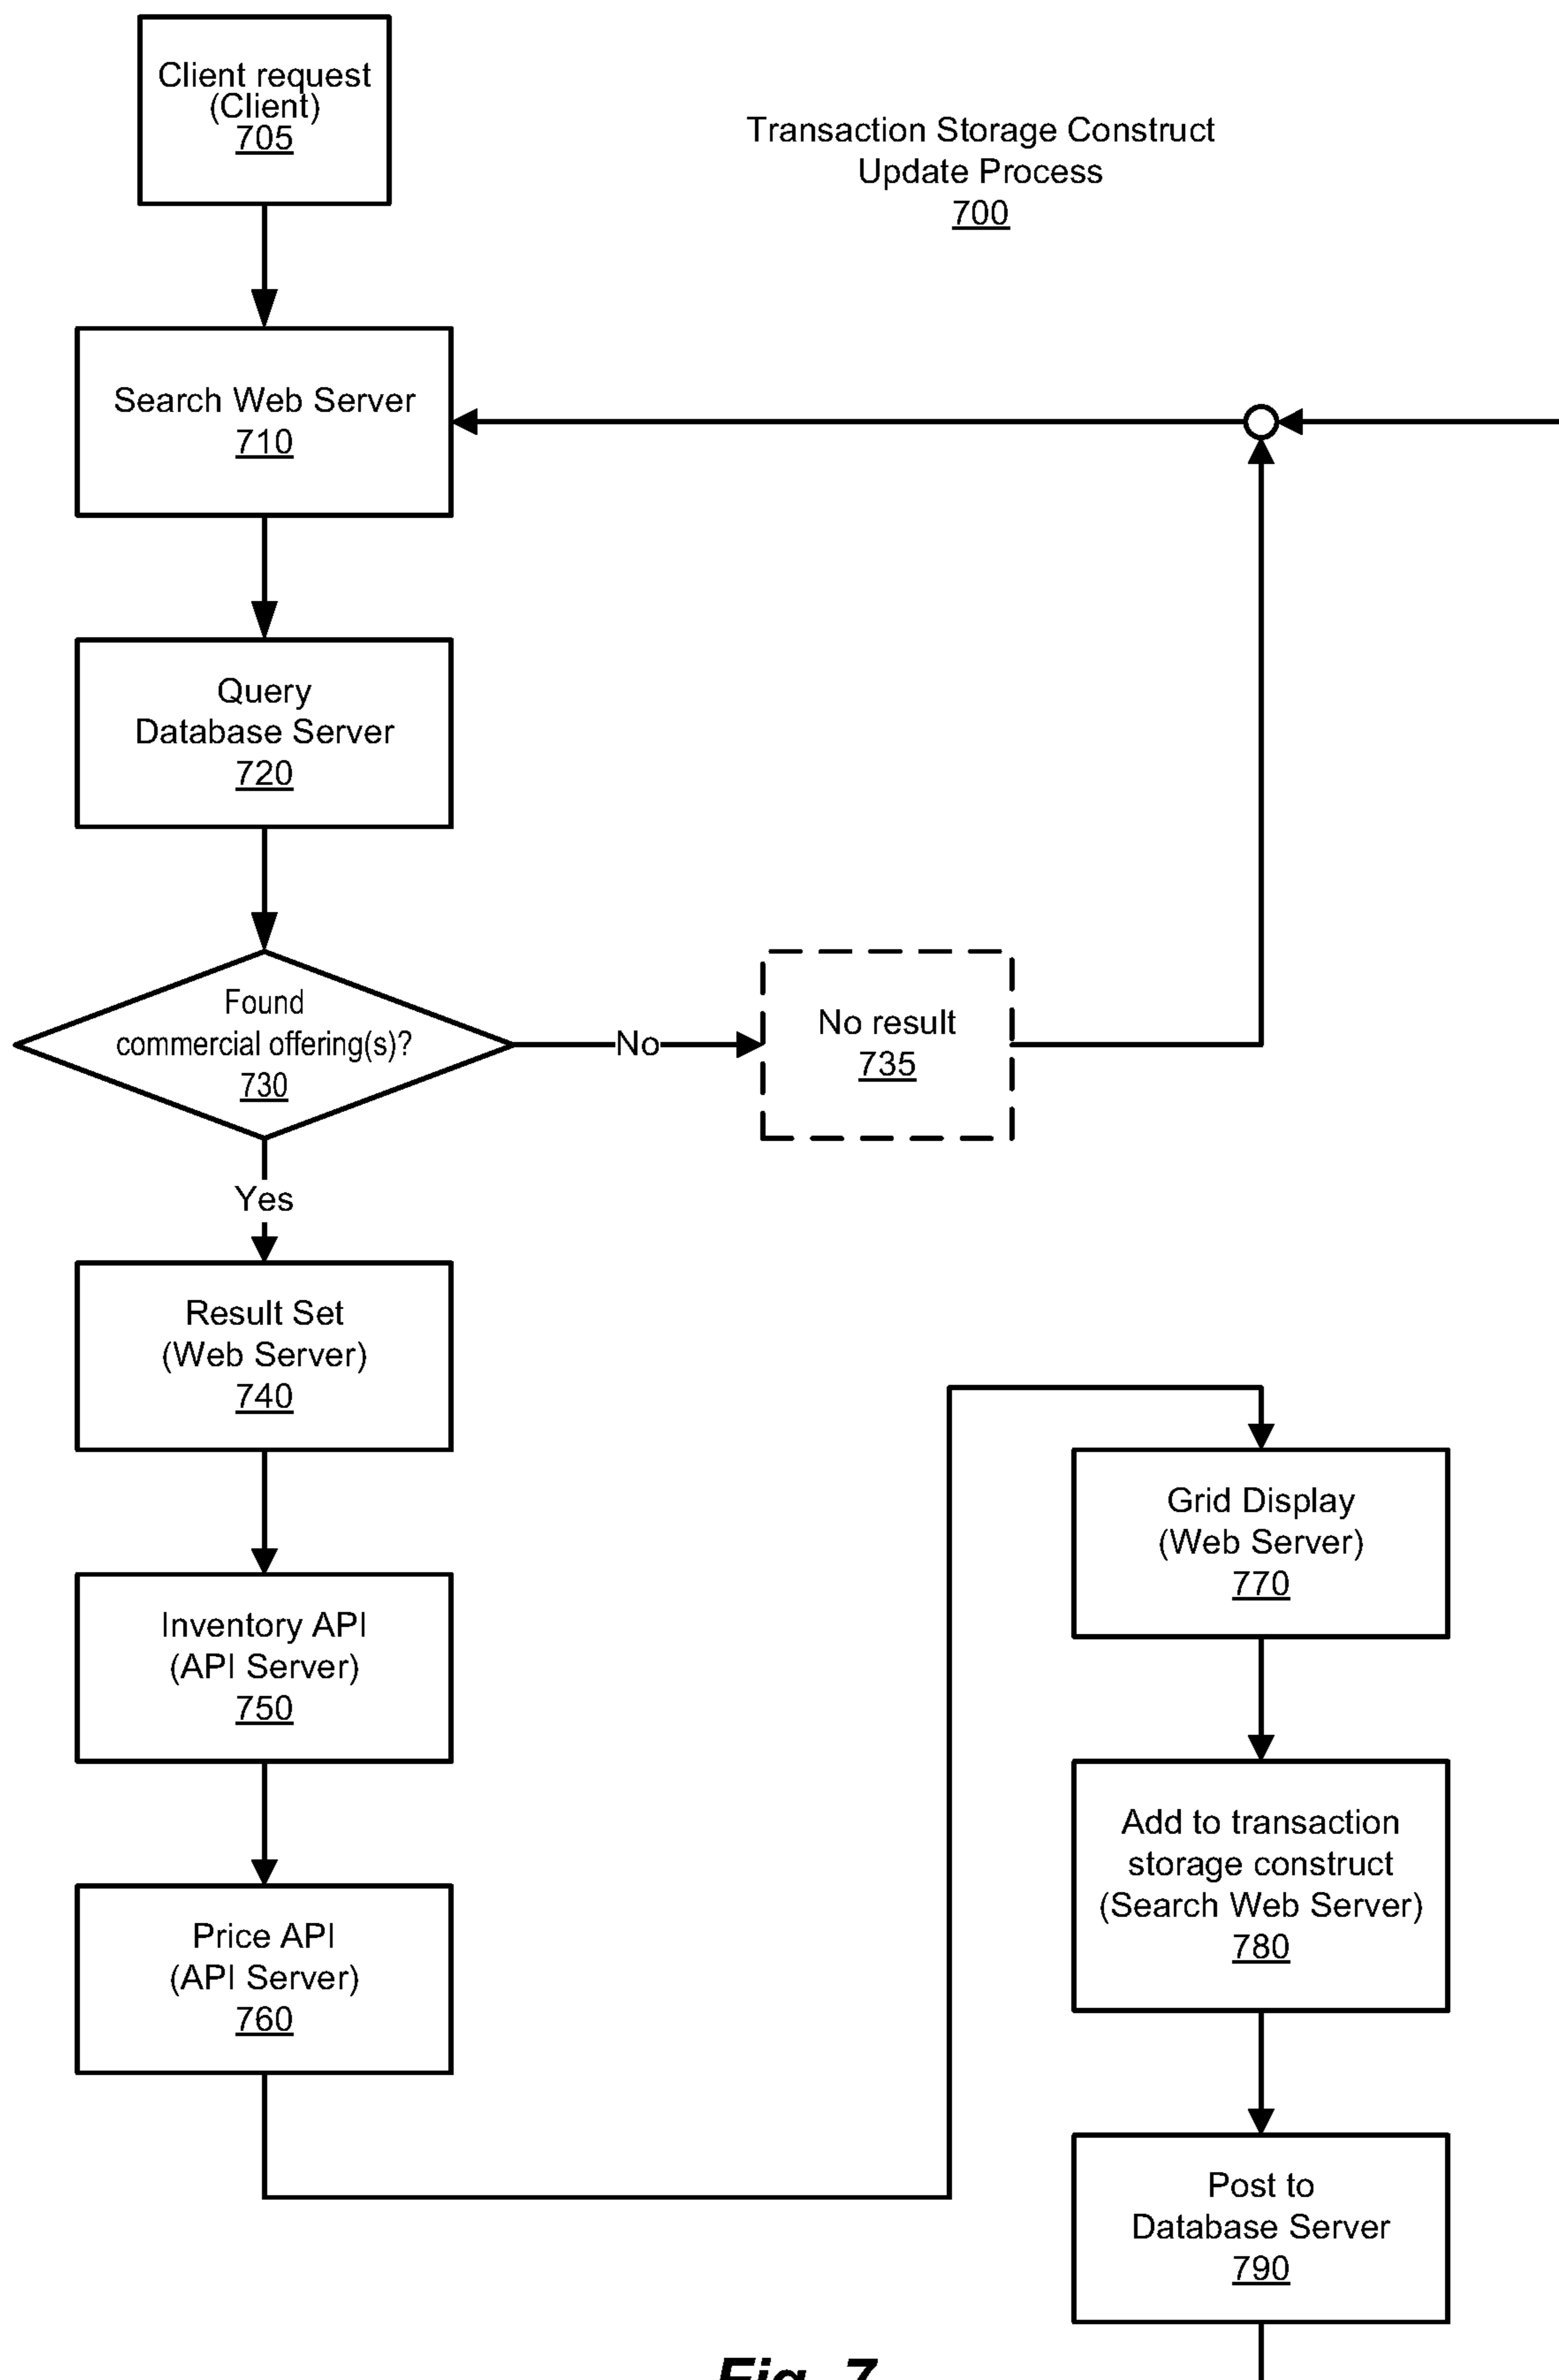 Client request
(Client)
705
Transaction Storage Construct
Update Process
700
Search Web Server
710
Query
Database Server
720
Found
commercial offering(s)?
730
No
No result
735
Yes
Result Set
(Web Server)
740
Inventory API
(API Server)
750
Price API
(API Server)
760
Grid Display
(Web Server)
770
Add to transaction
storage construct
(Search Web Server)
780
Post to
Database Server
790
Fig. 7